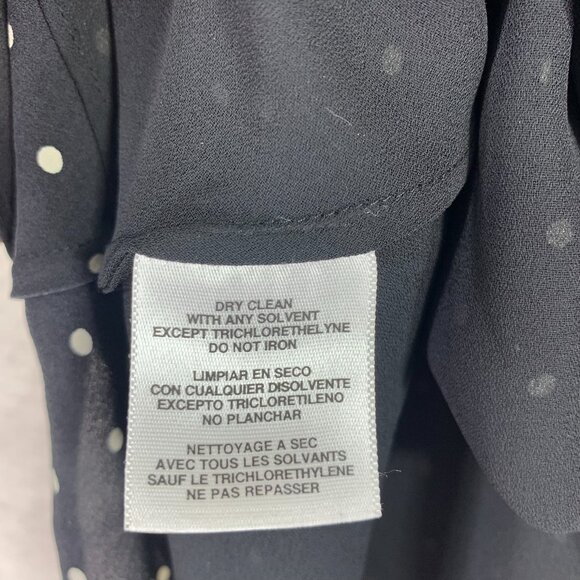 DRY CLEAN
WITH ANY SOLVENT
EXCEPT TRICHLORETHELYNE
DO NOT IRON
LIMPIAR EN SECO
CON CUALQUIER DISOLVENTE
EXCEPTO TRICLORETILENO
NO PLANCHAR
NETTOYAGE A SEC
AVEC TOUS LES SOLVANTS
SAUF LE TRICHLORETHYLENE
NE PAS REPASSER